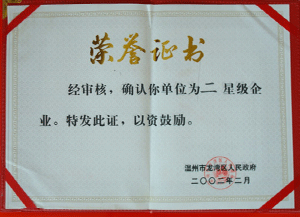 荣誉证书
经审核，确认你单位为二星级企
业。特发此证，以资鼓励。
温州市龙湾区人民政府
二〇〇二年二月